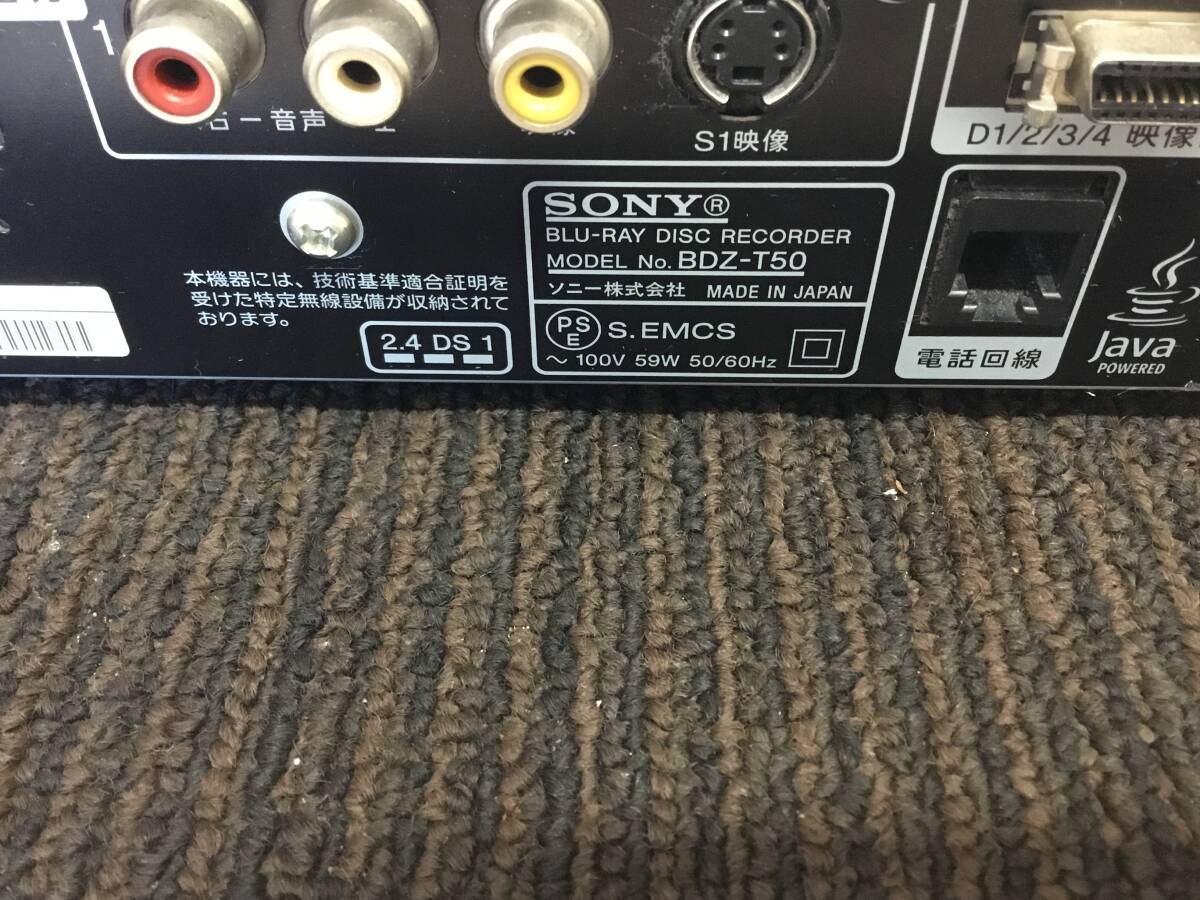 1
音声
S1映像
D1/2/3/4 映像
SONY®
BLU-RAY DISC RECORDER
MODEL No. BDZ-T50
ソニー株式会社 MADE IN JAPAN
PS E S.EMCS
～ 100V 59W 50/60Hz
本機器には、技術基準適合証明を
受けた特定無線設備が収納されて
おります。
2.4 DS 1
電話回線
Java
POWERED